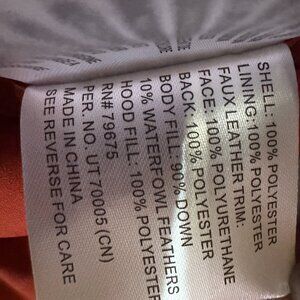 SHELL: 100% POLYESTER
LINING: 100% POLYESTER
FAUX LEATHER TRIM:
FACE: 100% POLYURETHANE
BACK: 100% POLYESTER
BODY FILL: 90% DOWN
10% WATERFOWL FEATHERS
HOOD FILL: 100% POLYESTER
RN# 79675
PER. NO. UT 70005 (CN)
MADE IN CHINA
SEE REVERSE FOR CARE